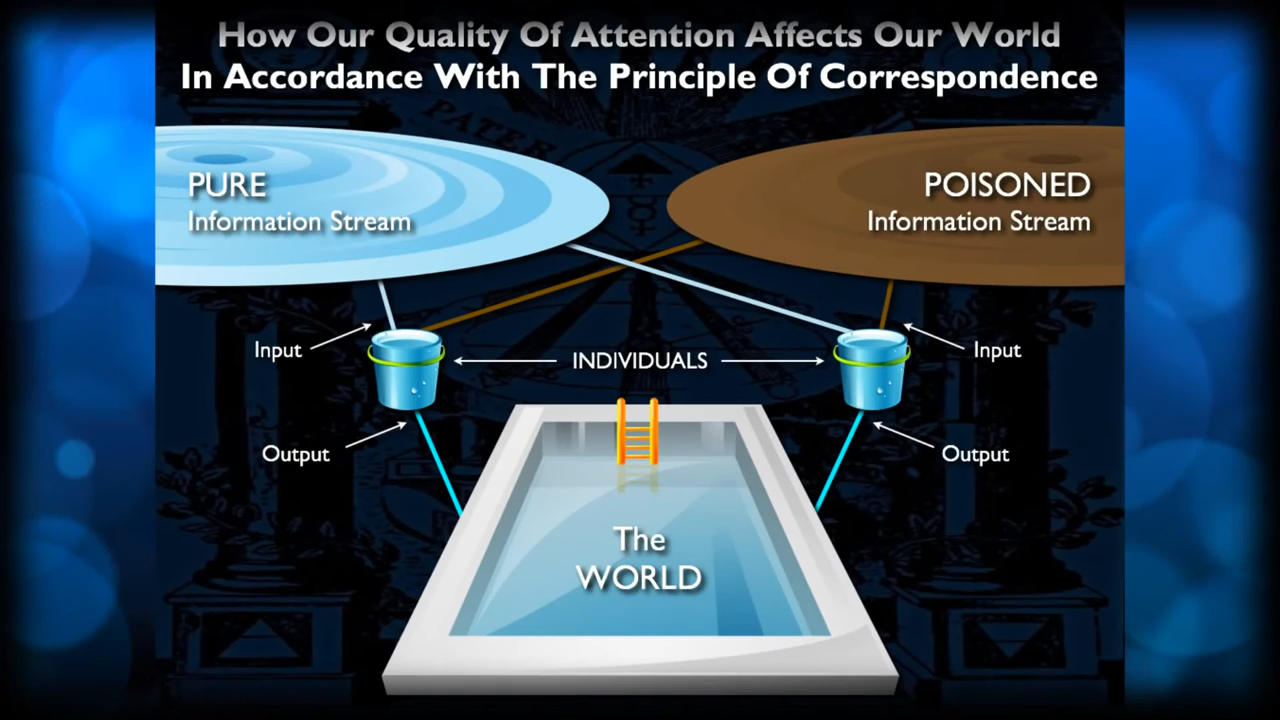 How Our Quality Of Attention Affects Our World
In Accordance With The Principle Of Correspondence
PATER
PURE
Information Stream
POISONED
Information Stream
Input
INDIVIDUALS
Input
Output
Output
The
WORLD